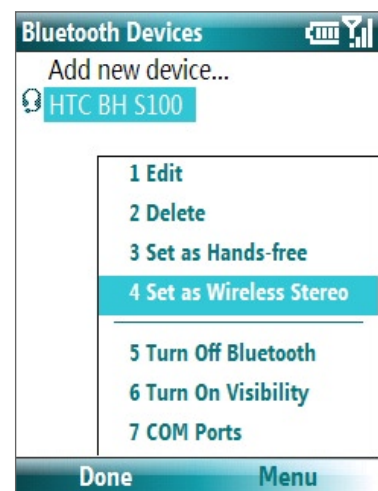 Bluetooth Devices
Add new device...
HTC BH S100
1 Edit
2 Delete
3 Set as Hands-free
4 Set as Wireless Stereo
5 Turn Off Bluetooth
6 Turn On Visibility
7 COM Ports
Done Menu